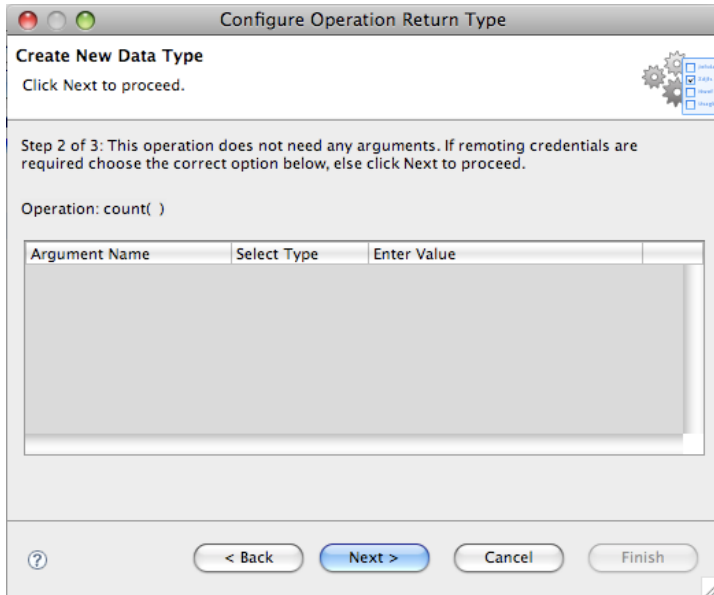 Configure Operation Return Type
Create New Data Type
Click Next to proceed.
Step 2 of 3: This operation does not need any arguments. If remoting credentials are
required choose the correct option below, else click Next to proceed.
Operation: count( )
Argument Name Select Type Enter Value
?
< Back Next > Cancel Finish